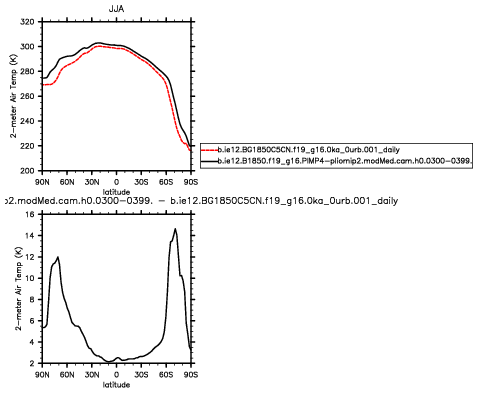 JJA
320
300
280
260
240
220
200
2-meter Air Temp (K)
90N 60N 30N 0 30S 60S 90S
latitude
b.ie12.BG1850C5CN.f19_g16.0ka_0urb.001_daily
b.ie12.B1850.f19_g16.PlMP4-pliomip2.modMed.cam.h0.0300-0399.
p2.modMed.cam.h0.0300-0399. - b.ie12.BG1850C5CN.f19_g16.0ka_0urb.001_daily
16
14
12
10
8
6
4
2
2-meter Air Temp (K)
90N 60N 30N 0 30S 60S 90S
latitude